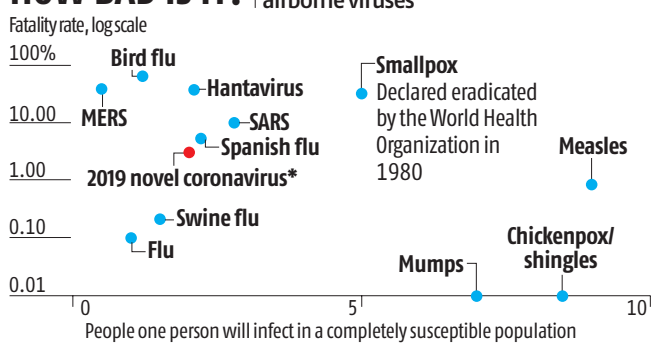 airborne viruses
Fatality rate, log scale
100%
Bird flu
Hantavirus
Smallpox
Declared eradicated
by the World Health
Organization in
1980
MERS
10.00
SARS
Spanish flu
Measles
1.00
2019 novel coronavirus*
Swine flu
0.10
Flu
Chickenpox/
shingles
Mumps
0.01
0
5
10
People one person will infect in a completely susceptible population